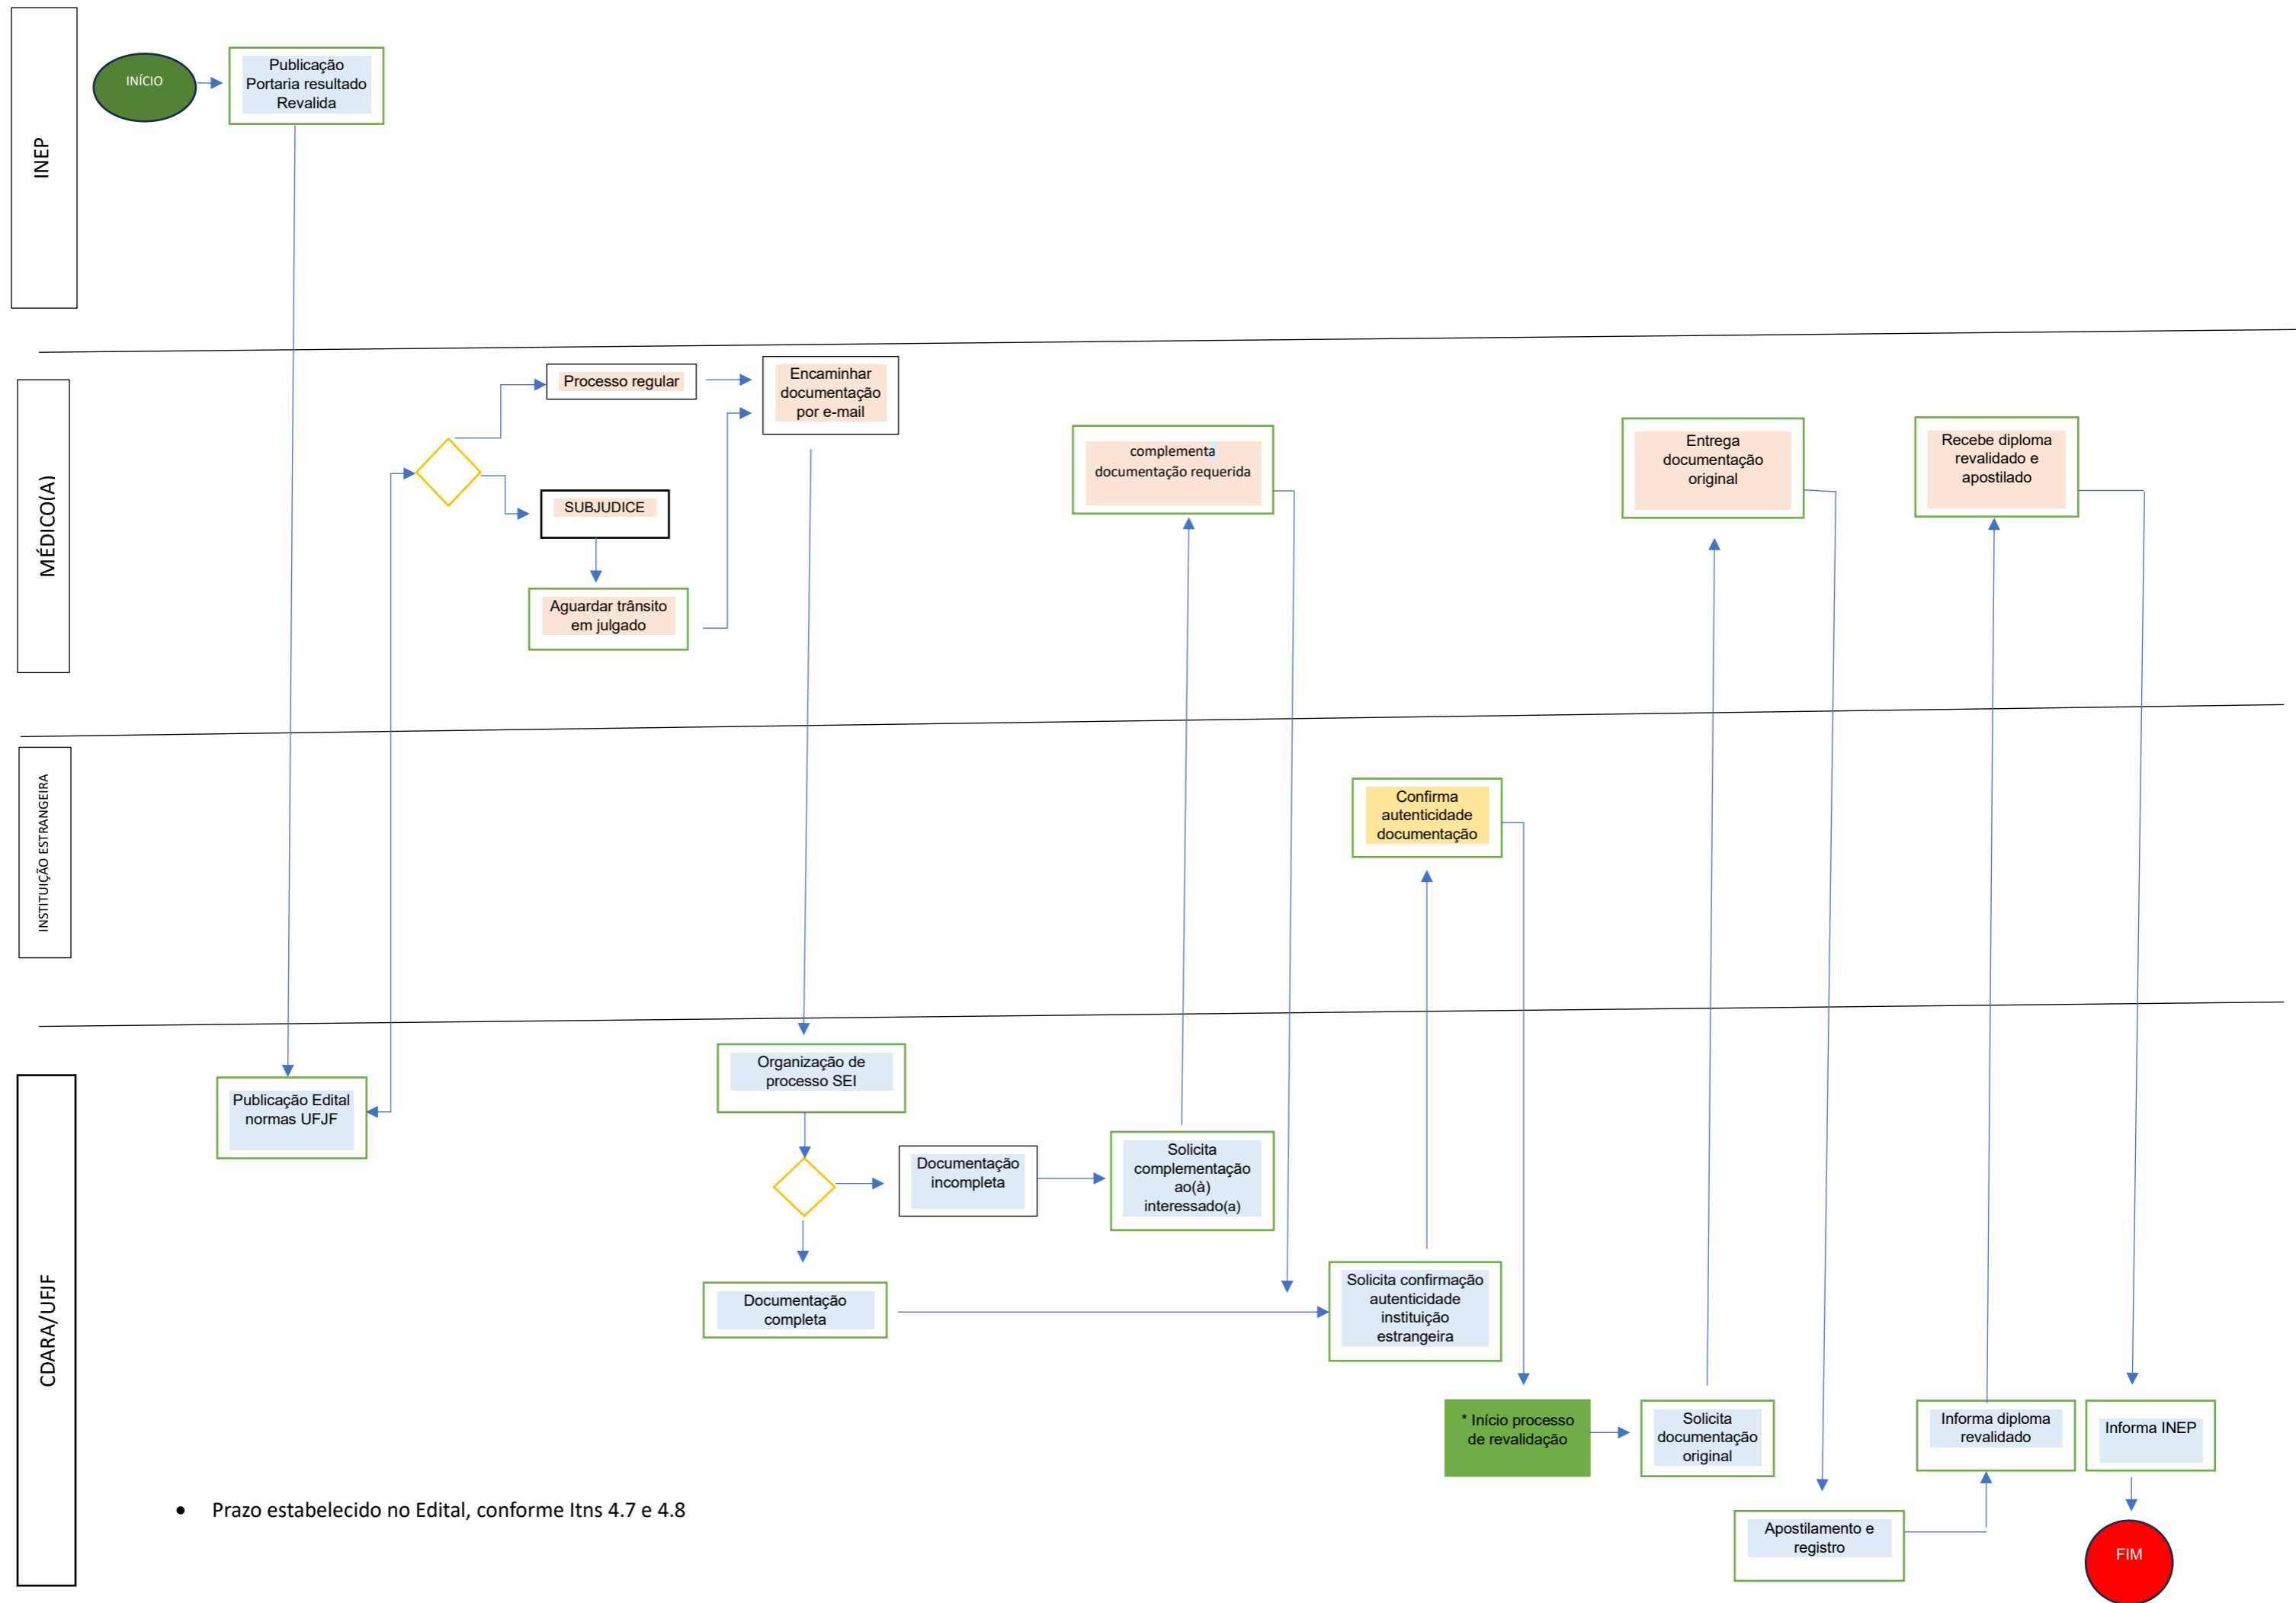 INEP
INÍCIO
Publicação
Portaria resultado
Revalida
MÉDICO(A)
Processo regular
Encaminhar
documentação
por e-mail
SUBJUDICE
Aguardar trânsito
em julgado
complementa
documentação requerida
Entrega
documentação
original
Recebe diploma
revalidado e
apostilado
INSTITUIÇÃO ESTRANGEIRA
Confirma
autenticidade
documentação
CDARA/UFJF
Publicação Edital
normas UFJF
Organização de
processo SEI
Documentação
incompleta
Solicita
complementação
ao(à)
interessado(a)
Documentação
completa
Solicita confirmação
autenticidade
instituição
estrangeira
* Início processo
de revalidação
Solicita
documentação
original
Apostilamento e
registro
Informa diploma
revalidado
Informa INEP
FIM
• Prazo estabelecido no Edital, conforme Itns 4.7 e 4.8